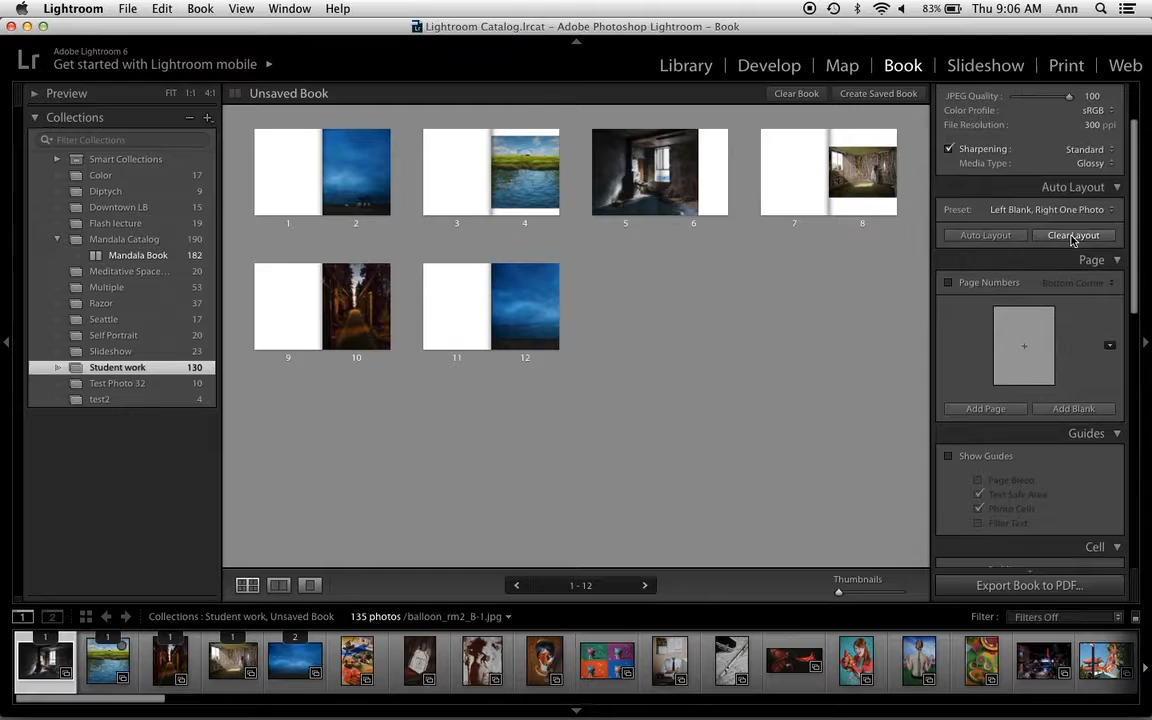 Lightroom File Edit Book View Window Help 83% Thu 9:06 AM Ann
Lightroom Catalog.lrcat – Adobe Photoshop Lightroom - Book
Adobe Lightroom 6
Lr Get started with Lightroom mobile
Library | Develop | Map | Book | Slideshow | Print | Web
Preview FIT 1:1 4:1
Collections
Filter Collections
Smart Collections
Color 17
Diptych 9
Downtown LB 15
Flash lecture 19
Mandala Catalog 190
Mandala Book 182
Meditative Space... 20
Multiple 53
Razor 37
Seattle 20
Self Portrait 20
Slideshow 23
Student work 130
Test Photo 32 10
test2 4
Unsaved Book Clear Book Create Saved Book
1 2 3 4 5 6 7 8
9 10 11 12
1 - 12
Thumbnails
JPEG Quality: 100
Color Profile: sRGB
File Resolution: 300 ppi
Sharpening: Standard
Media Type: Glossy
Auto Layout
Preset: Left Blank, Right One Photo
Auto Layout Clear Layout
Page
Page Numbers Bottom Corner
Add Page Add Blank
Guides
Show Guides
Page Bleed
Text Safe Area
Photo Cells
Filler Text
Cell
Export Book to PDF...
1 2 Collections : Student work, Unsaved Book 135 photos /balloon_rm2_B-1.jpg Filter : Filters Off
1 1 1 1 2